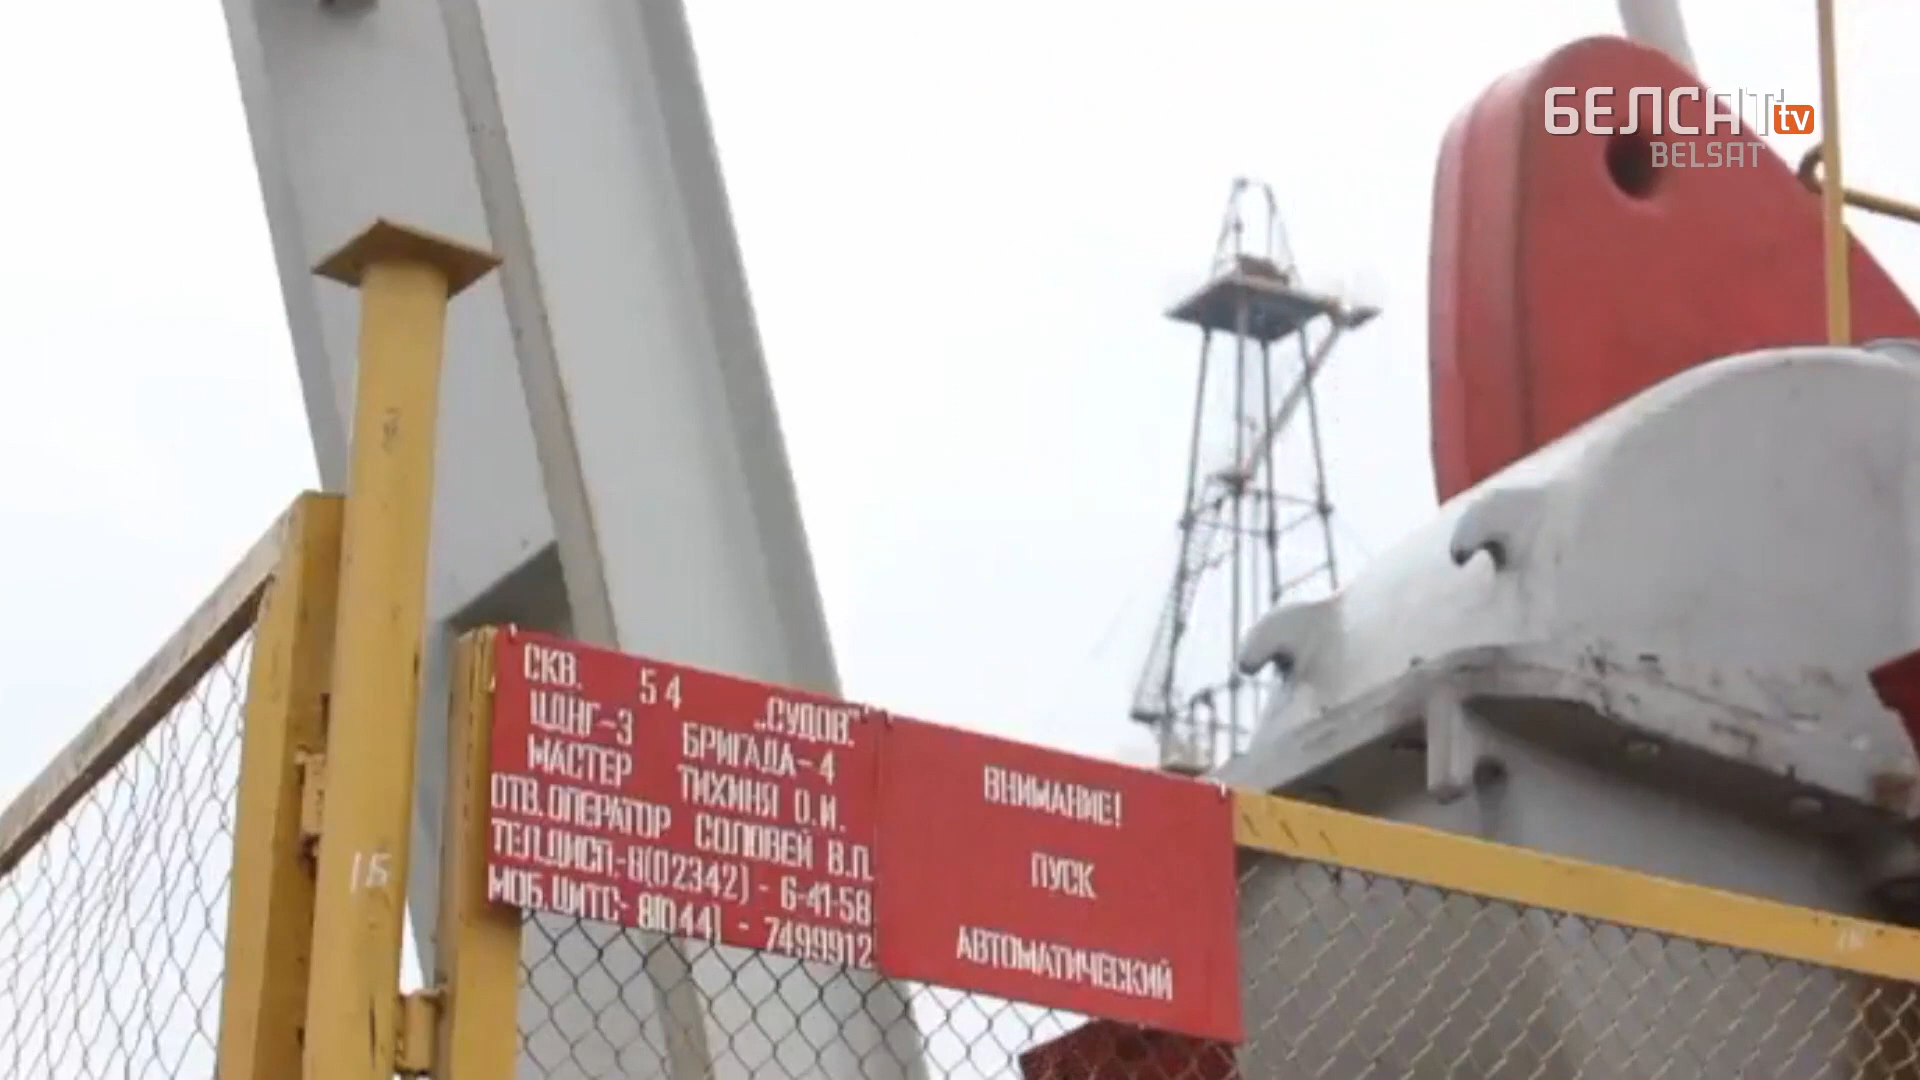 БЕЛСАТ tv
BELSAT
СКВ. 54 „СУДОВ."
ЦДНГ-3 БРИГАДА-4
МАСТЕР ТИХИНЯ О.И.
ОТВ. ОПЕРАТОР СОЛОВЕЙ В.П.
ТЕЛ.ДИСП.-8(02342) - 6-41-58
МОБ. ЦИТС- 8(044) - 7499912
ВНИМАНИЕ!
ПУСК
АВТОМАТИЧЕСКИЙ
15